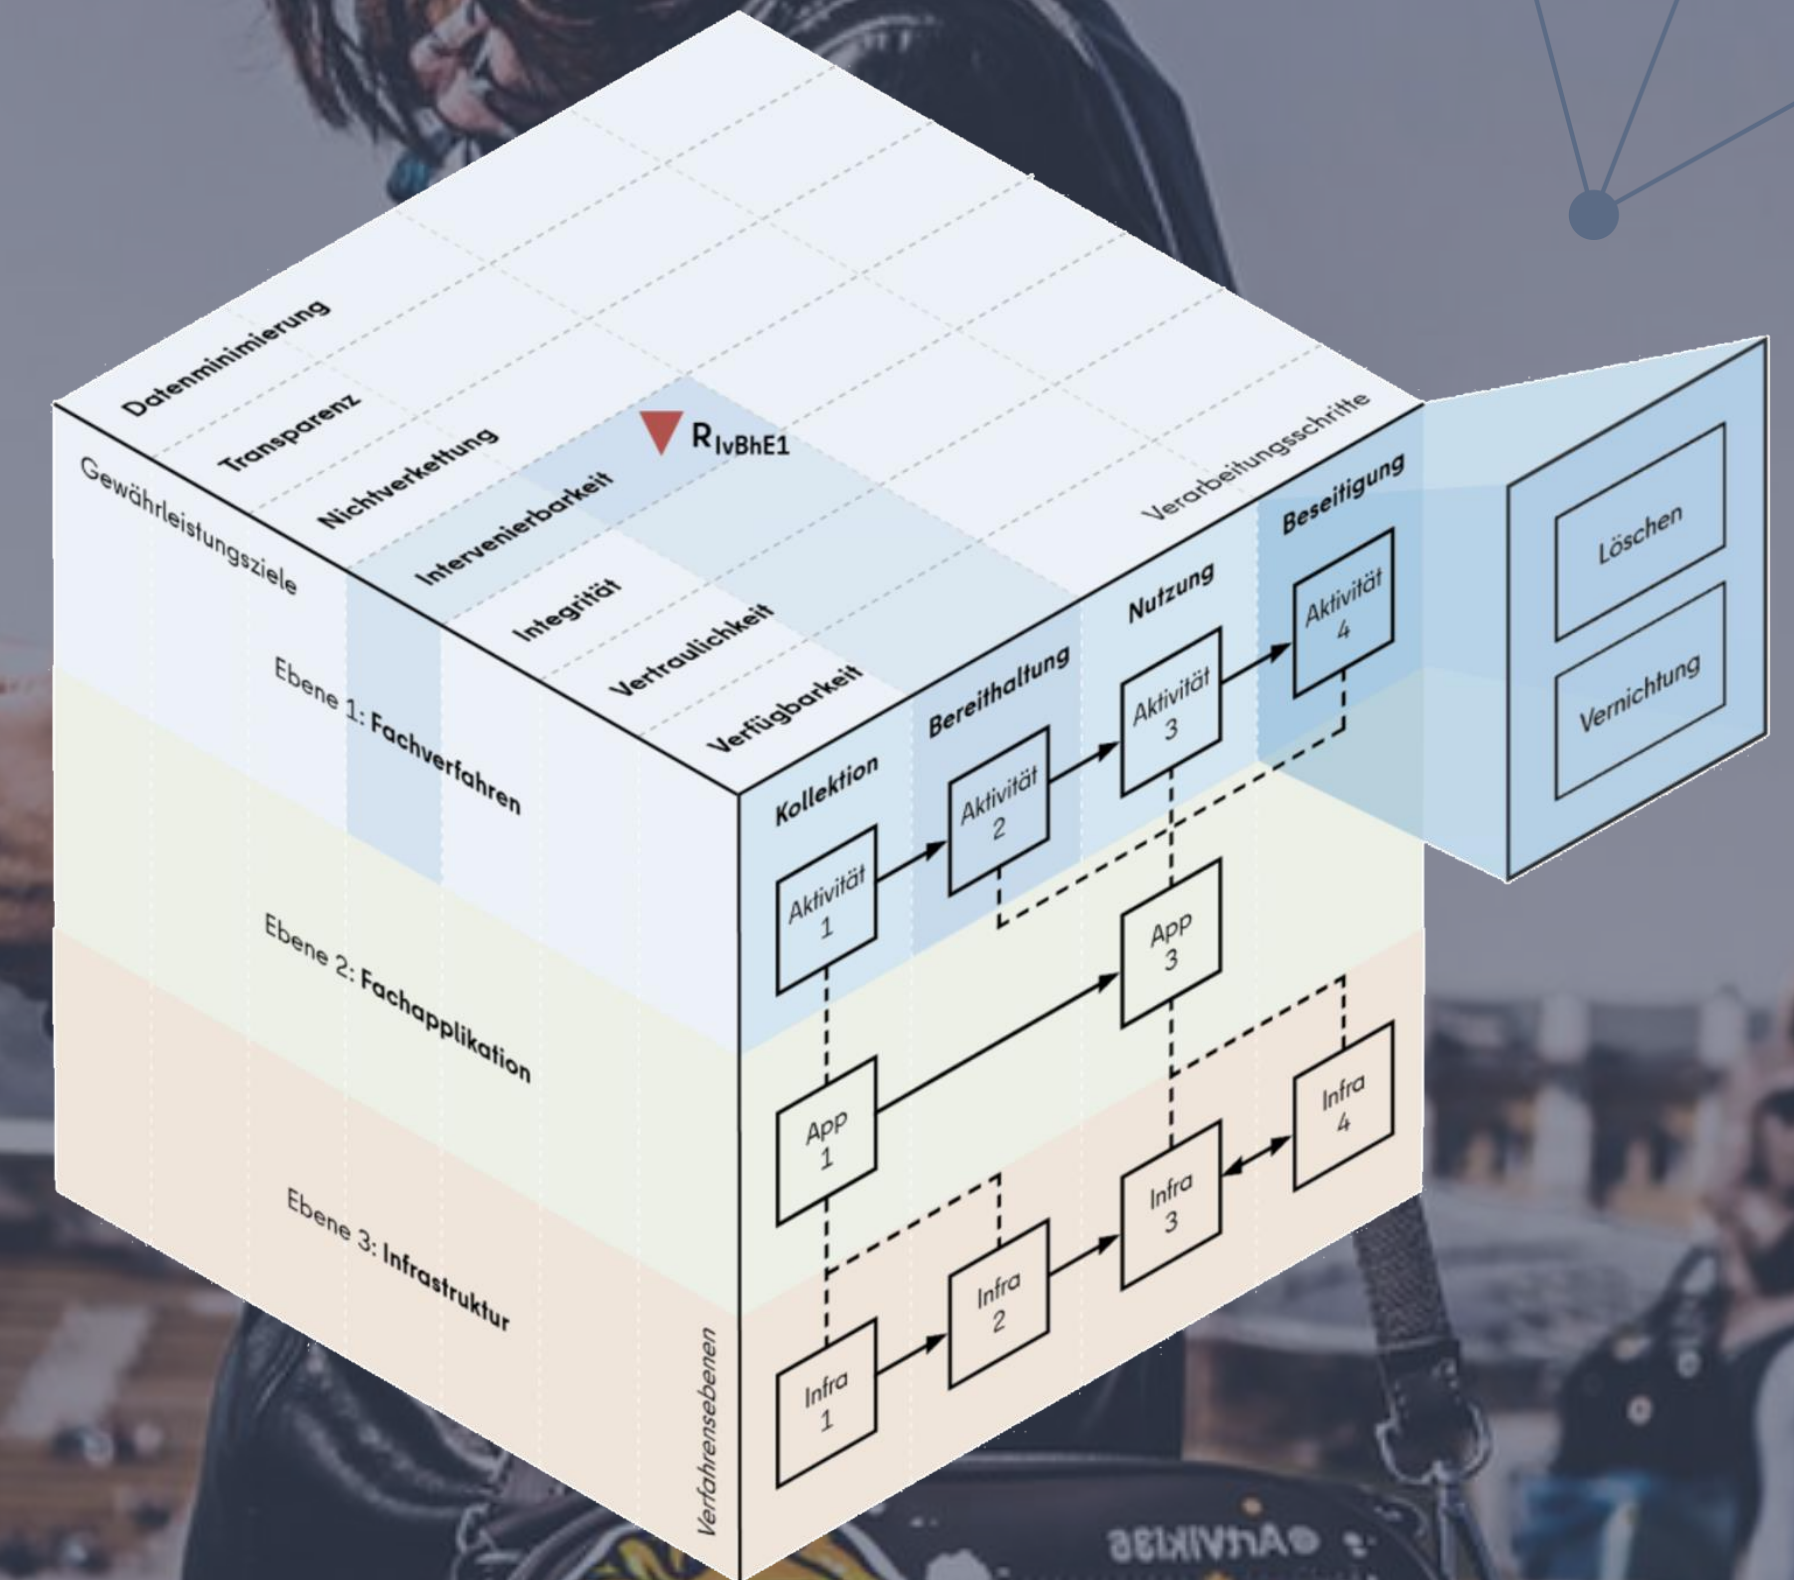 Datenminimierung
Transparenz
Nichtverkettung
Intervenierbarkeit
Integrität
Vertraulichkeit
Verfügbarkeit
Gewährleistungsziele
R_IvBhE1
Verarbeitungsschritte
Kollektion
Bereithaltung
Nutzung
Beseitigung
Ebene 1: Fachverfahren
Aktivität
1
Aktivität
2
Aktivität
3
Aktivität
4
Löschen
Vernichtung
Ebene 2: Fachapplikation
App
1
App
3
Ebene 3: Infrastruktur
Infra
1
Infra
2
Infra
3
Infra
4
Verfahrensebenen
@ArtViki36